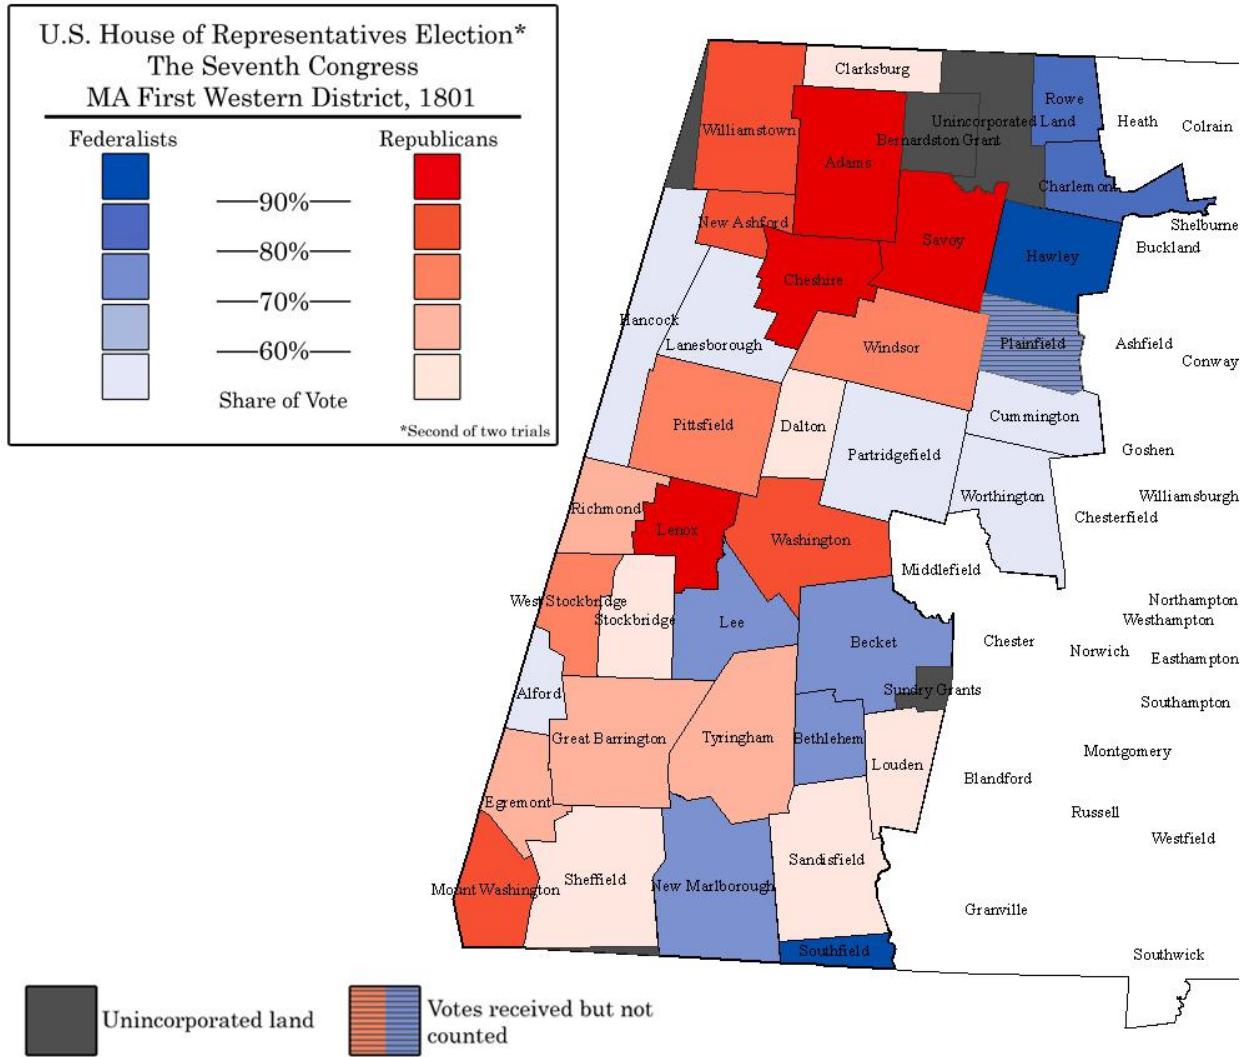 U.S. House of Representatives Election*
The Seventh Congress
MA First Western District, 1801
Federalists
Republicans
90%
80%
70%
60%
Share of Vote
*Second of two trials
Clarksburg
Rowe
Heath
Colrain
Williamstown
Unincorporated Land
Bernardston Grant
Adams
Charlemont
New Ashford
Savoy
Shelburne
Hawley
Buckland
Cheshire
Hancock
Lanesborough
Windsor
Plainfield
Ashfield
Conway
Pittsfield
Dalton
Cummington
Partridgefield
Goshen
Richmond
Worthington
Williamsburgh
Chesterfield
Lenox
Washington
Middlefield
West Stockbridge
Stockbridge
Lee
Becket
Chester
Northampton
Westhampton
Norwich
Easthampton
Alford
Sundry Grants
Southampton
Great Barrington
Tyringham
Bethlehem
Louden
Montgomery
Blandford
Egremont
Russell
Westfield
Sandisfield
Mount Washington
Sheffield
New Marlborough
Granville
Southfield
Southwick
Unincorporated land
Votes received but not
counted